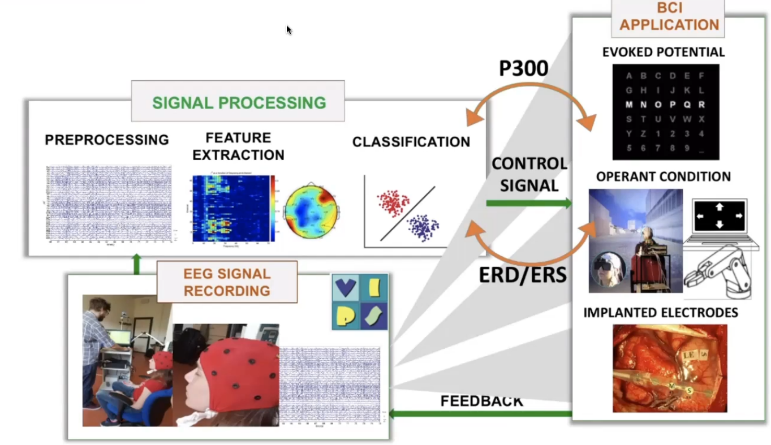 BCI
APPLICATION
EVOKED POTENTIAL
A B C D E F
G H I J K L
M N O P Q R
S T U V W X
Y Z 1 2 3 4
5 6 7 8 9 _
P300
SIGNAL PROCESSING
PREPROCESSING
FEATURE
EXTRACTION
CLASSIFICATION
CONTROL
SIGNAL
OPERANT CONDITION
ERD/ERS
EEG SIGNAL
RECORDING
IMPLANTED ELECTRODES
FEEDBACK